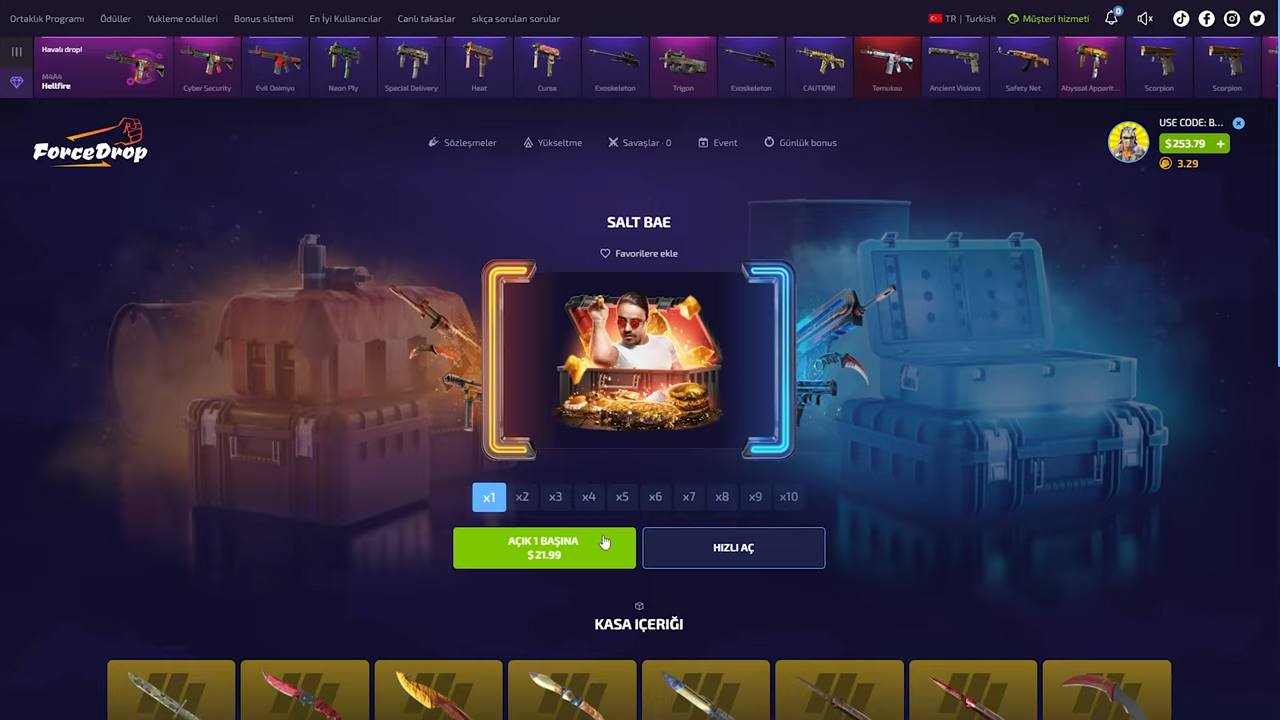 Ortaklık Programı Ödüller Yukleme odulleri Bonus sistemi En İyi Kullanıcılar Canlı takaslar sıkça sorulan sorular
TR | Turkish Müşteri hizmeti 0
Havalı drop!
M4A4
Hellfire
Cyber Security
Evil Daimyo
Neon Ply
Special Delivery
Heat
Curse
Exoskeleton
Trigon
Exoskeleton
CAUTION!
Temukau
Ancient Visions
Safety Net
Abyssal Apparit...
Scorpion
Scorpion
ForceDrop
Sözleşmeler Yükseltme Savaşlar · 0 Event Günlük bonus
USE CODE: B...
$253.79 +
3.29
SALT BAE
Favorilere ekle
x1 x2 x3 x4 x5 x6 x7 x8 x9 x10
AÇIK 1 BAŞINA
$21.99
HIZLI AÇ
KASA IÇERIĞI